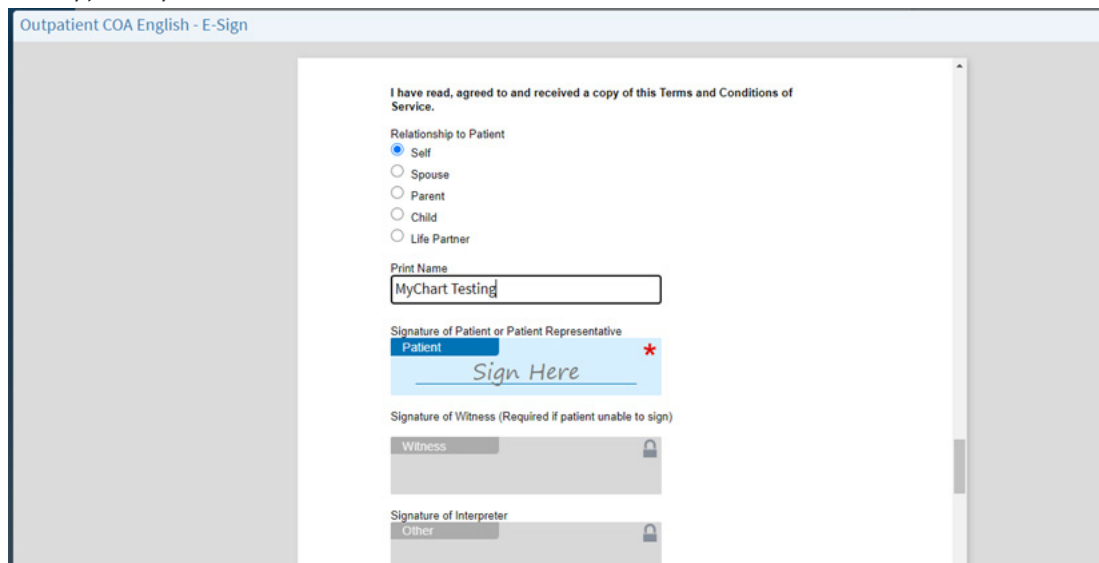 Outpatient COA English - E-Sign
I have read, agreed to and received a copy of this Terms and Conditions of
Service.
Relationship to Patient
Self
Spouse
Parent
Child
Life Partner
Print Name
MyChart Testing
Signature of Patient or Patient Representative
Patient *
Sign Here
Signature of Witness (Required if patient unable to sign)
Witness
Signature of Interpreter
Other